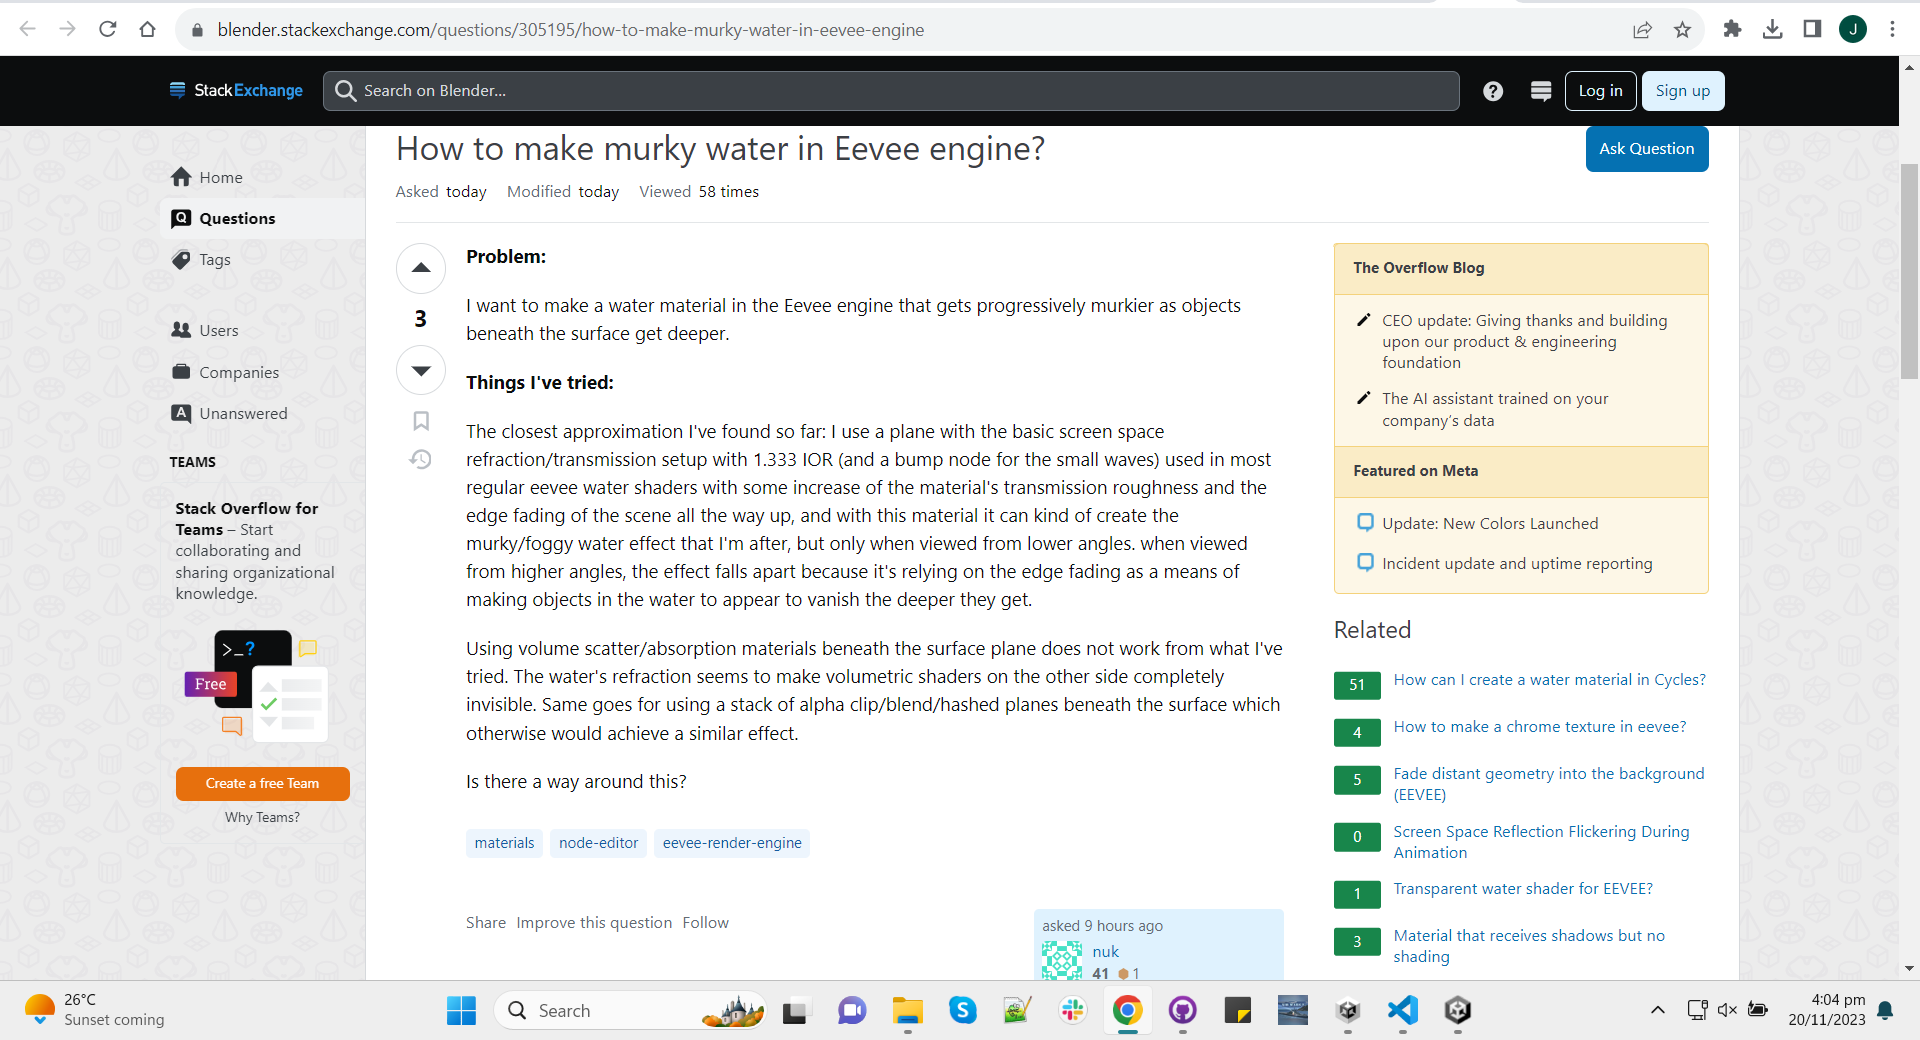 blender.stackexchange.com/questions/305195/how-to-make-murky-water-in-eevee-engine
J
StackExchange
Search on Blender...
Log in
Sign up
How to make murky water in Eevee engine?
Ask Question
Asked today Modified today Viewed 58 times
Home
Questions
Tags
Users
Companies
Unanswered
TEAMS
Stack Overflow for
Teams – Start
collaborating and
sharing organizational
knowledge.
>_?
Free
Create a free Team
Why Teams?
3
Problem:
I want to make a water material in the Eevee engine that gets progressively murkier as objects
beneath the surface get deeper.
Things I've tried:
The closest approximation I've found so far: I use a plane with the basic screen space
refraction/transmission setup with 1.333 IOR (and a bump node for the small waves) used in most
regular eevee water shaders with some increase of the material's transmission roughness and the
edge fading of the scene all the way up, and with this material it can kind of create the
murky/foggy water effect that I'm after, but only when viewed from lower angles. when viewed
from higher angles, the effect falls apart because it's relying on the edge fading as a means of
making objects in the water to appear to vanish the deeper they get.
Using volume scatter/absorption materials beneath the surface plane does not work from what I've
tried. The water's refraction seems to make volumetric shaders on the other side completely
invisible. Same goes for using a stack of alpha clip/blend/hashed planes beneath the surface which
otherwise would achieve a similar effect.
Is there a way around this?
materials node-editor eevee-render-engine
Share Improve this question Follow
asked 9 hours ago
nuk
41 1
The Overflow Blog
CEO update: Giving thanks and building
upon our product & engineering
foundation
The AI assistant trained on your
company's data
Featured on Meta
Update: New Colors Launched
Incident update and uptime reporting
Related
51 How can I create a water material in Cycles?
4 How to make a chrome texture in eevee?
5 Fade distant geometry into the background
(EEVEE)
0 Screen Space Reflection Flickering During
Animation
1 Transparent water shader for EEVEE?
3 Material that receives shadows but no
shading
26°C
Sunset coming
Search
4:04 pm
20/11/2023